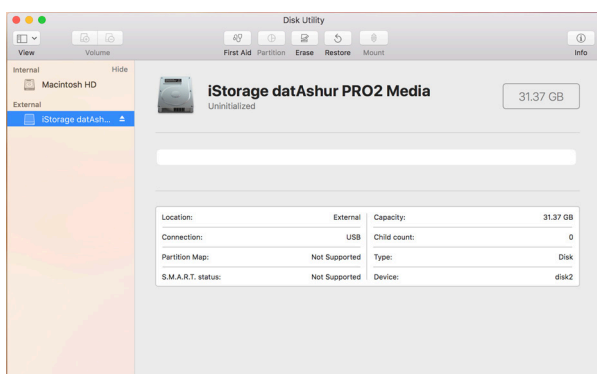 Disk Utility
View Volume First Aid Partition Erase Restore Mount Info
Internal Hide
Macintosh HD
External
iStorage datAsh...
iStorage datAshur PRO2 Media
Uninitialized
31.37 GB
Location: External Capacity: 31.37 GB
Connection: USB Child count: 0
Partition Map: Not Supported Type: Disk
S.M.A.R.T. status: Not Supported Device: disk2